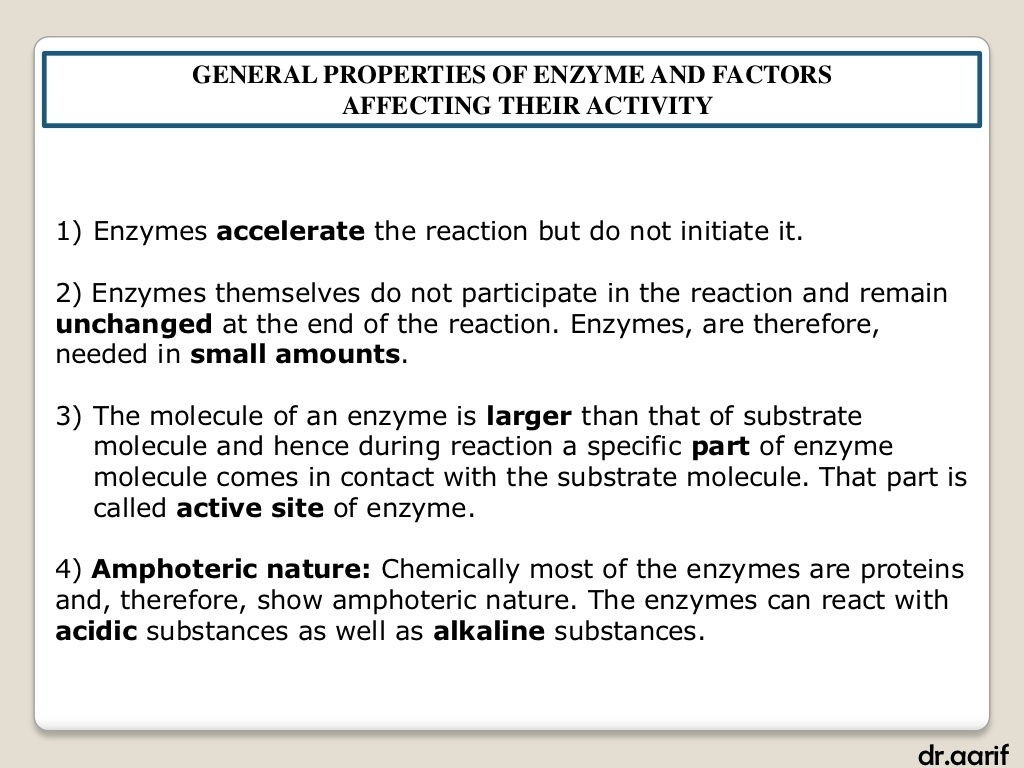 GENERAL PROPERTIES OF ENZYME AND FACTORS
AFFECTING THEIR ACTIVITY
1) Enzymes accelerate the reaction but do not initiate it.
2) Enzymes themselves do not participate in the reaction and remain
unchanged at the end of the reaction. Enzymes, are therefore,
needed in small amounts.
3) The molecule of an enzyme is larger than that of substrate
molecule and hence during reaction a specific part of enzyme
molecule comes in contact with the substrate molecule. That part is
called active site of enzyme.
4) Amphoteric nature: Chemically most of the enzymes are proteins
and, therefore, show amphoteric nature. The enzymes can react with
acidic substances as well as alkaline substances.
dr.aarif